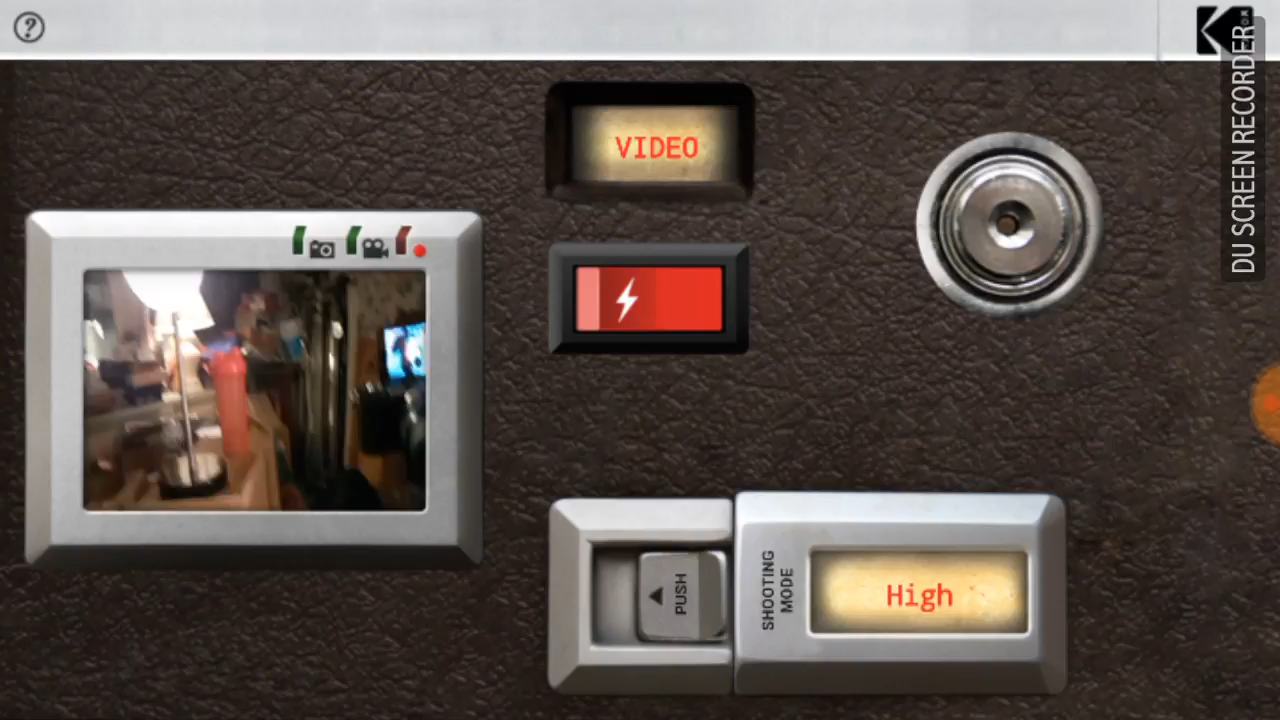 ?
VIDEO
DU SCREEN RECORDER
PUSH
SHOOTING
MODE
High